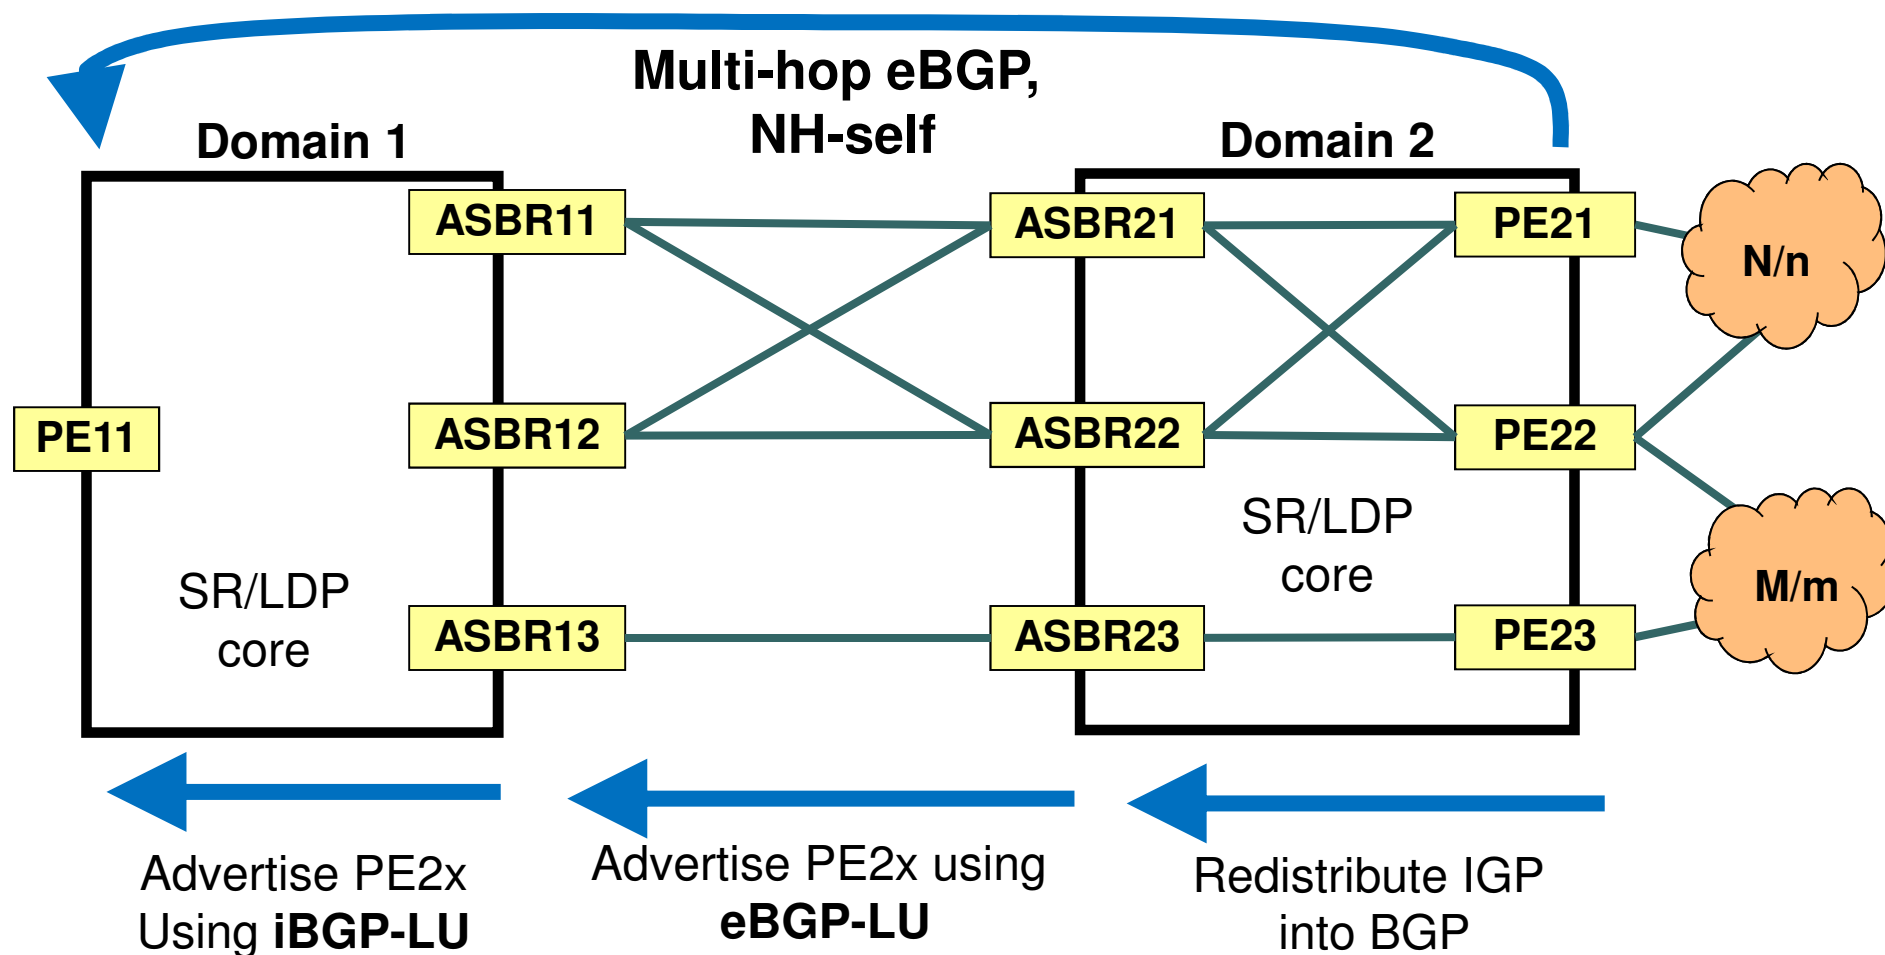 Multi-hop eBGP,
NH-self
Domain 1
Domain 2
ASBR11
ASBR21
PE21
N/n
PE11
ASBR12
ASBR22
PE22
SR/LDP
core
SR/LDP
core
M/m
ASBR13
ASBR23
PE23
Advertise PE2x
Using iBGP-LU
Advertise PE2x using
eBGP-LU
Redistribute IGP
into BGP